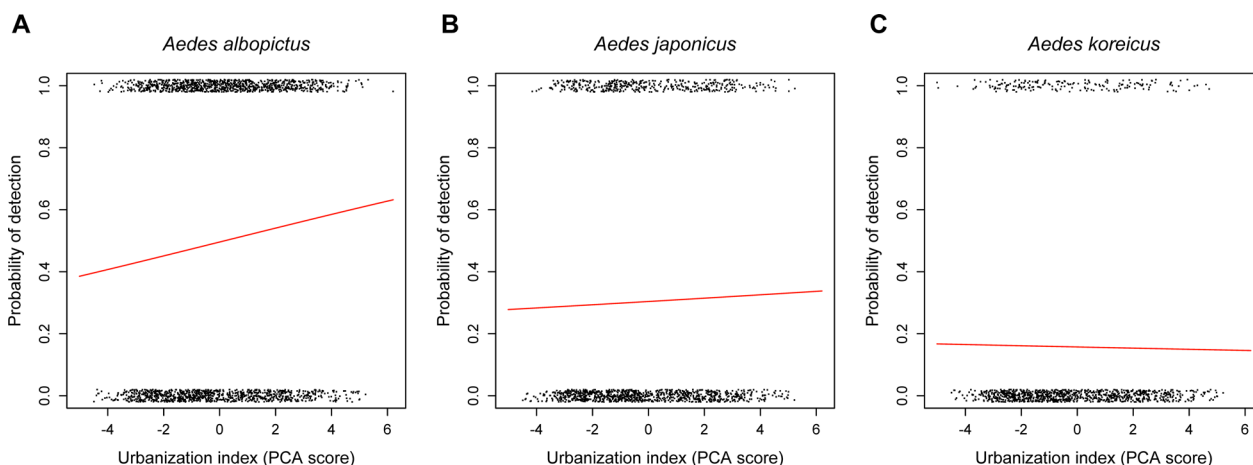 A
Aedes albopictus
Probability of detection
1.0
0.8
0.6
0.4
0.2
0.0
-4 -2 0 2 4 6
Urbanization index (PCA score)
B
Aedes japonicus
Probability of detection
1.0
0.8
0.6
0.4
0.2
0.0
-4 -2 0 2 4 6
Urbanization index (PCA score)
C
Aedes koreicus
Probability of detection
1.0
0.8
0.6
0.4
0.2
0.0
-4 -2 0 2 4 6
Urbanization index (PCA score)